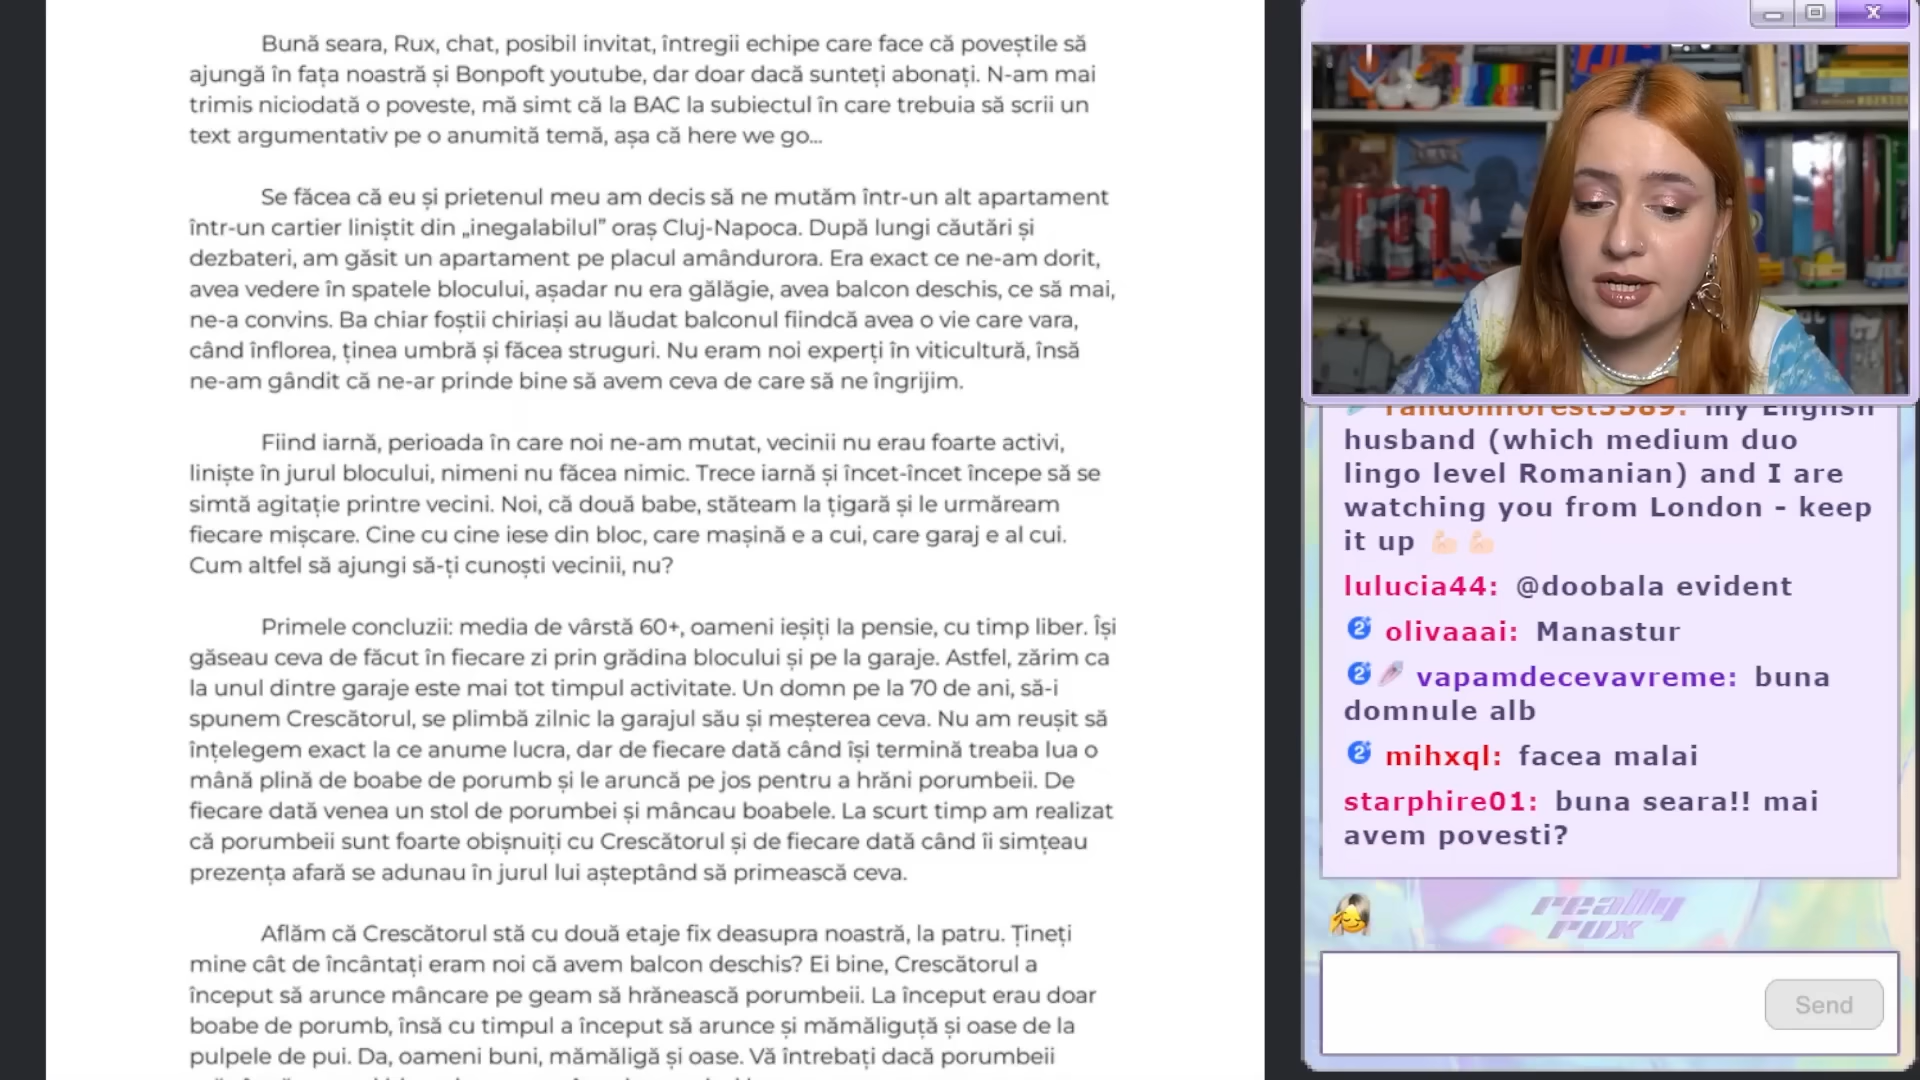 Bună seara, Rux, chat, posibil invitat, întregii echipe care face că poveștile să
ajungă în fața noastră și Bonpoft youtube, dar doar dacă sunteți abonați. N-am mai
trimis niciodată o poveste, mă simt că la BAC la subiectul în care trebuia să scrii un
text argumentativ pe o anumită temă, așa că here we go...
Se făcea că eu și prietenul meu am decis să ne mutăm într-un alt apartament
într-un cartier liniștit din „inegalabilul” oraș Cluj-Napoca. După lungi căutări și
dezbateri, am găsit un apartament pe placul amândurora. Era exact ce ne-am dorit,
avea vedere în spatele blocului, așadar nu era gălăgie, avea balcon deschis, ce să mai,
ne-a convins. Ba chiar foștii chiriași au lăudat balconul fiindcă avea o vie care vara,
când înflorea, ținea umbră și făcea struguri. Nu eram noi experți în viticultură, însă
ne-am gândit că ne-ar prinde bine să avem ceva de care să ne îngrijim.
Fiind iarnă, perioada în care noi ne-am mutat, vecinii nu erau foarte activi,
liniște în jurul blocului, nimeni nu făcea nimic. Trece iarnă și încet-încet începe să se
simtă agitație printre vecini. Noi, că două babe, stăteam la țigară și le urmăream
fiecare mișcare. Cine cu cine iese din bloc, care mașină e a cui, care garaj e al cui.
Cum altfel să ajungi să-ți cunoști vecinii, nu?
Primele concluzii: media de vârstă 60+, oameni ieșiți la pensie, cu timp liber. Își
găseau ceva de făcut în fiecare zi prin grădina blocului și pe la garaje. Astfel, zărim ca
la unul dintre garaje este mai tot timpul activitate. Un domn pe la 70 de ani, să-i
spunem Crescătorul, se plimbă zilnic la garajul său și meșterea ceva. Nu am reușit să
înțelegem exact la ce anume lucra, dar de fiecare dată când își termină treaba lua o
mână plină de boabe de porumb și le aruncă pe jos pentru a hrăni porumbeii. De
fiecare dată venea un stol de porumbei și mâncau boabele. La scurt timp am realizat
că porumbeii sunt foarte obișnuiți cu Crescătorul și de fiecare dată când îi simțeau
prezența afară se adunau în jurul lui așteptând să primească ceva.
Aflăm că Crescătorul stă cu două etaje fix deasupra noastră, la patru. Țineți
mine cât de încântați eram noi că avem balcon deschis? Ei bine, Crescătorul a
început să arunce mâncare pe geam să hrănească porumbeii. La început erau doar
boabe de porumb, însă cu timpul a început să arunce și mămăliguță și oase de la
pulpele de pui. Da, oameni buni, mămăligă și oase. Vă întrebați dacă porumbeii
randomforest5589: my English
husband (which medium duo
lingo level Romanian) and I are
watching you from London - keep
it up 💪🏻 💪🏻
lulucia44: @doobala evident
olivaaai: Manastur
vapamdecevavreme: buna
domnule alb
mihxql: facea malai
starphire01: buna seara!! mai
avem povesti?
really
rux
Send